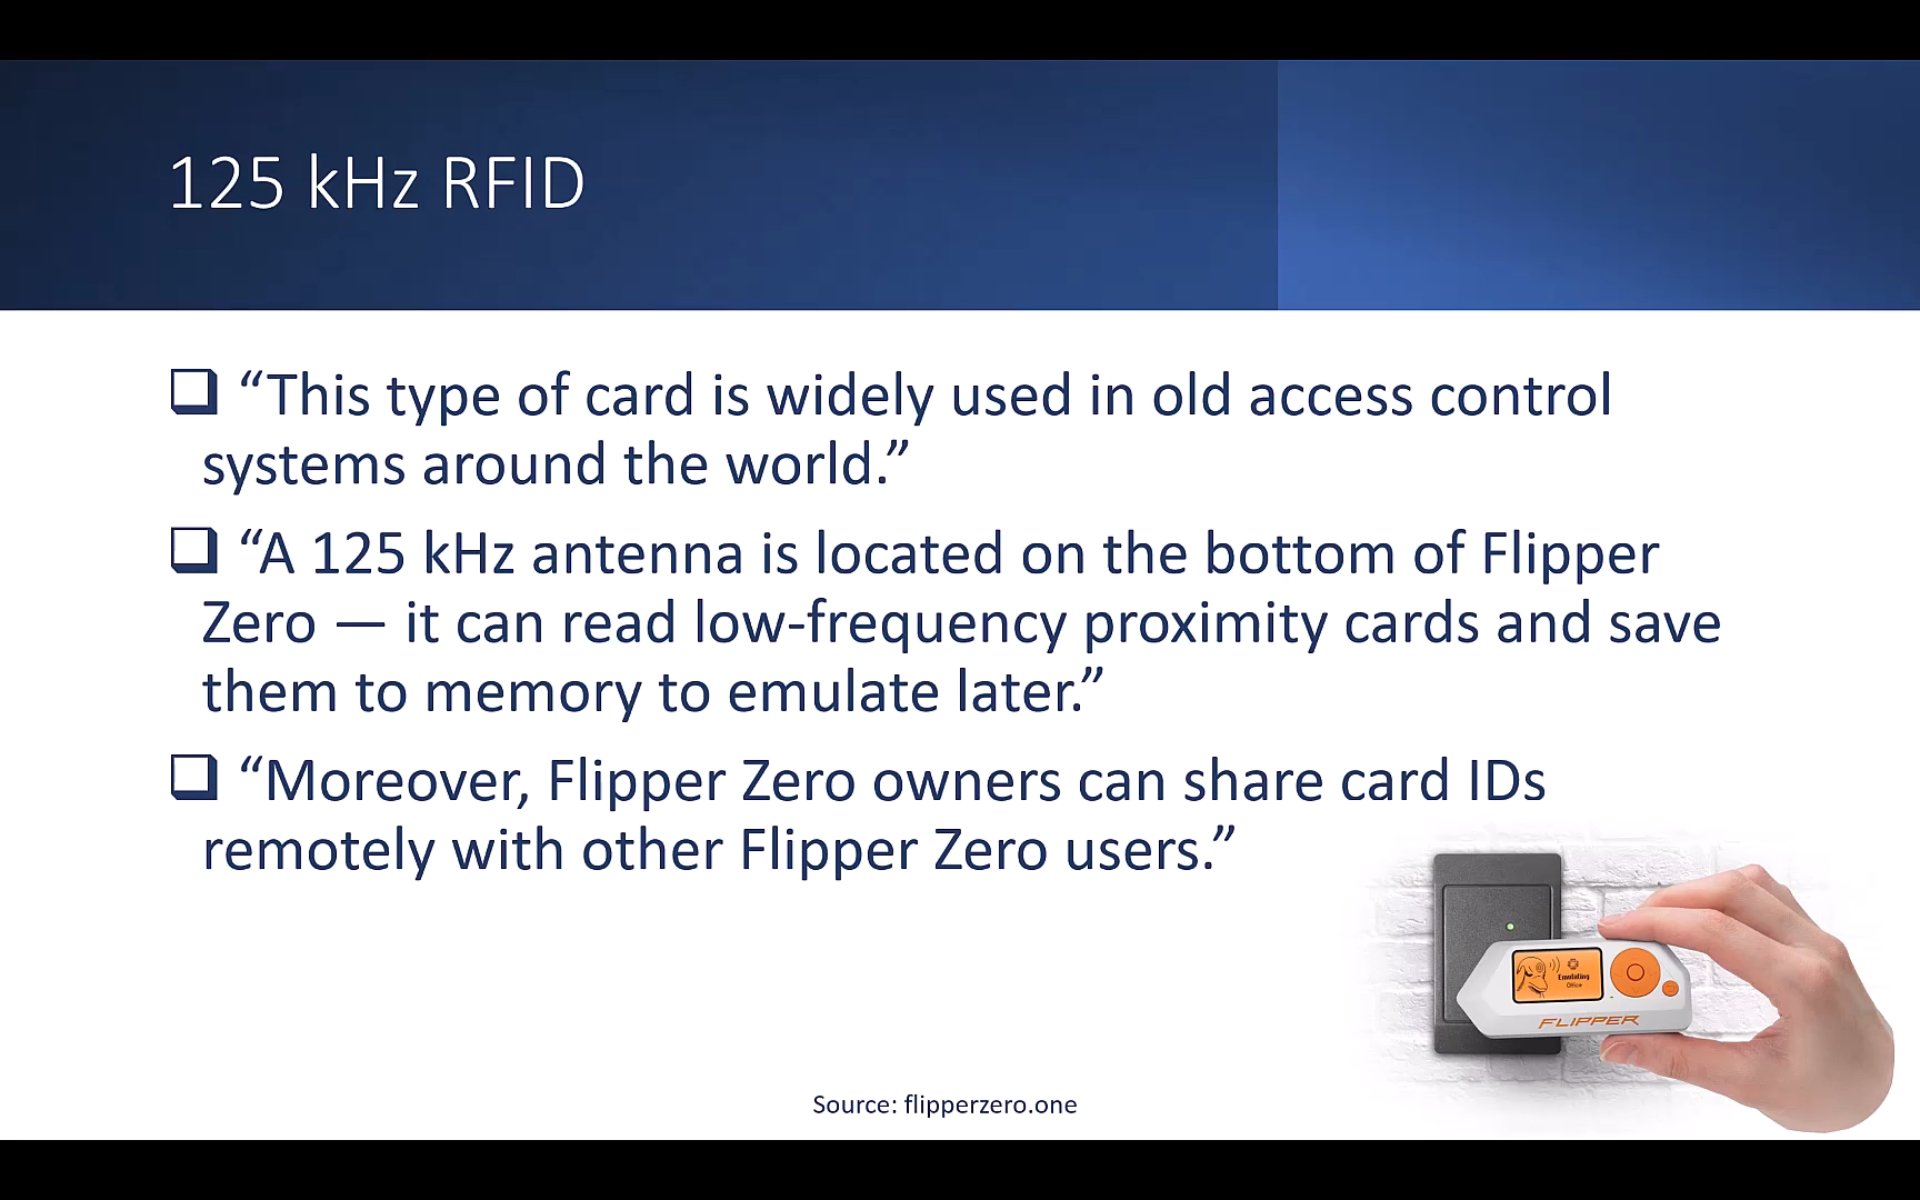 125 kHz RFID
“This type of card is widely used in old access control
systems around the world.”
“A 125 kHz antenna is located on the bottom of Flipper
Zero — it can read low-frequency proximity cards and save
them to memory to emulate later.”
“Moreover, Flipper Zero owners can share card IDs
remotely with other Flipper Zero users.”
Emulating
Office
FLIPPER
Source: flipperzero.one